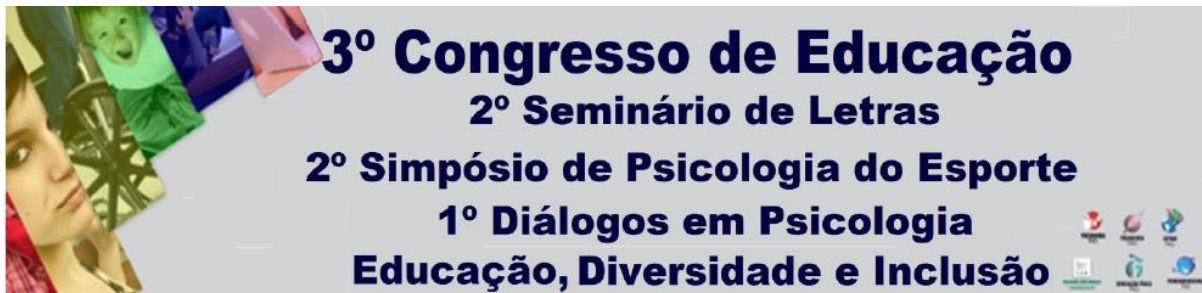 3º Congresso de Educação
2º Seminário de Letras
2º Simpósio de Psicologia do Esporte
1º Diálogos em Psicologia
Educação, Diversidade e Inclusão